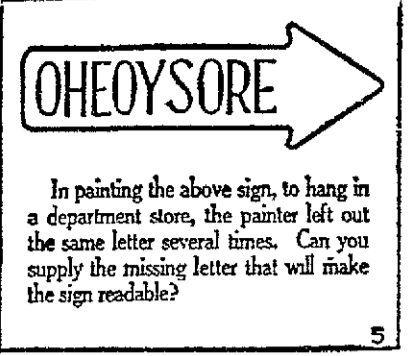 OHEOYSORE
In painting the above sign, to hang in
a department store, the painter left out
the same letter several times. Can you
supply the missing letter that will make
the sign readable?
5